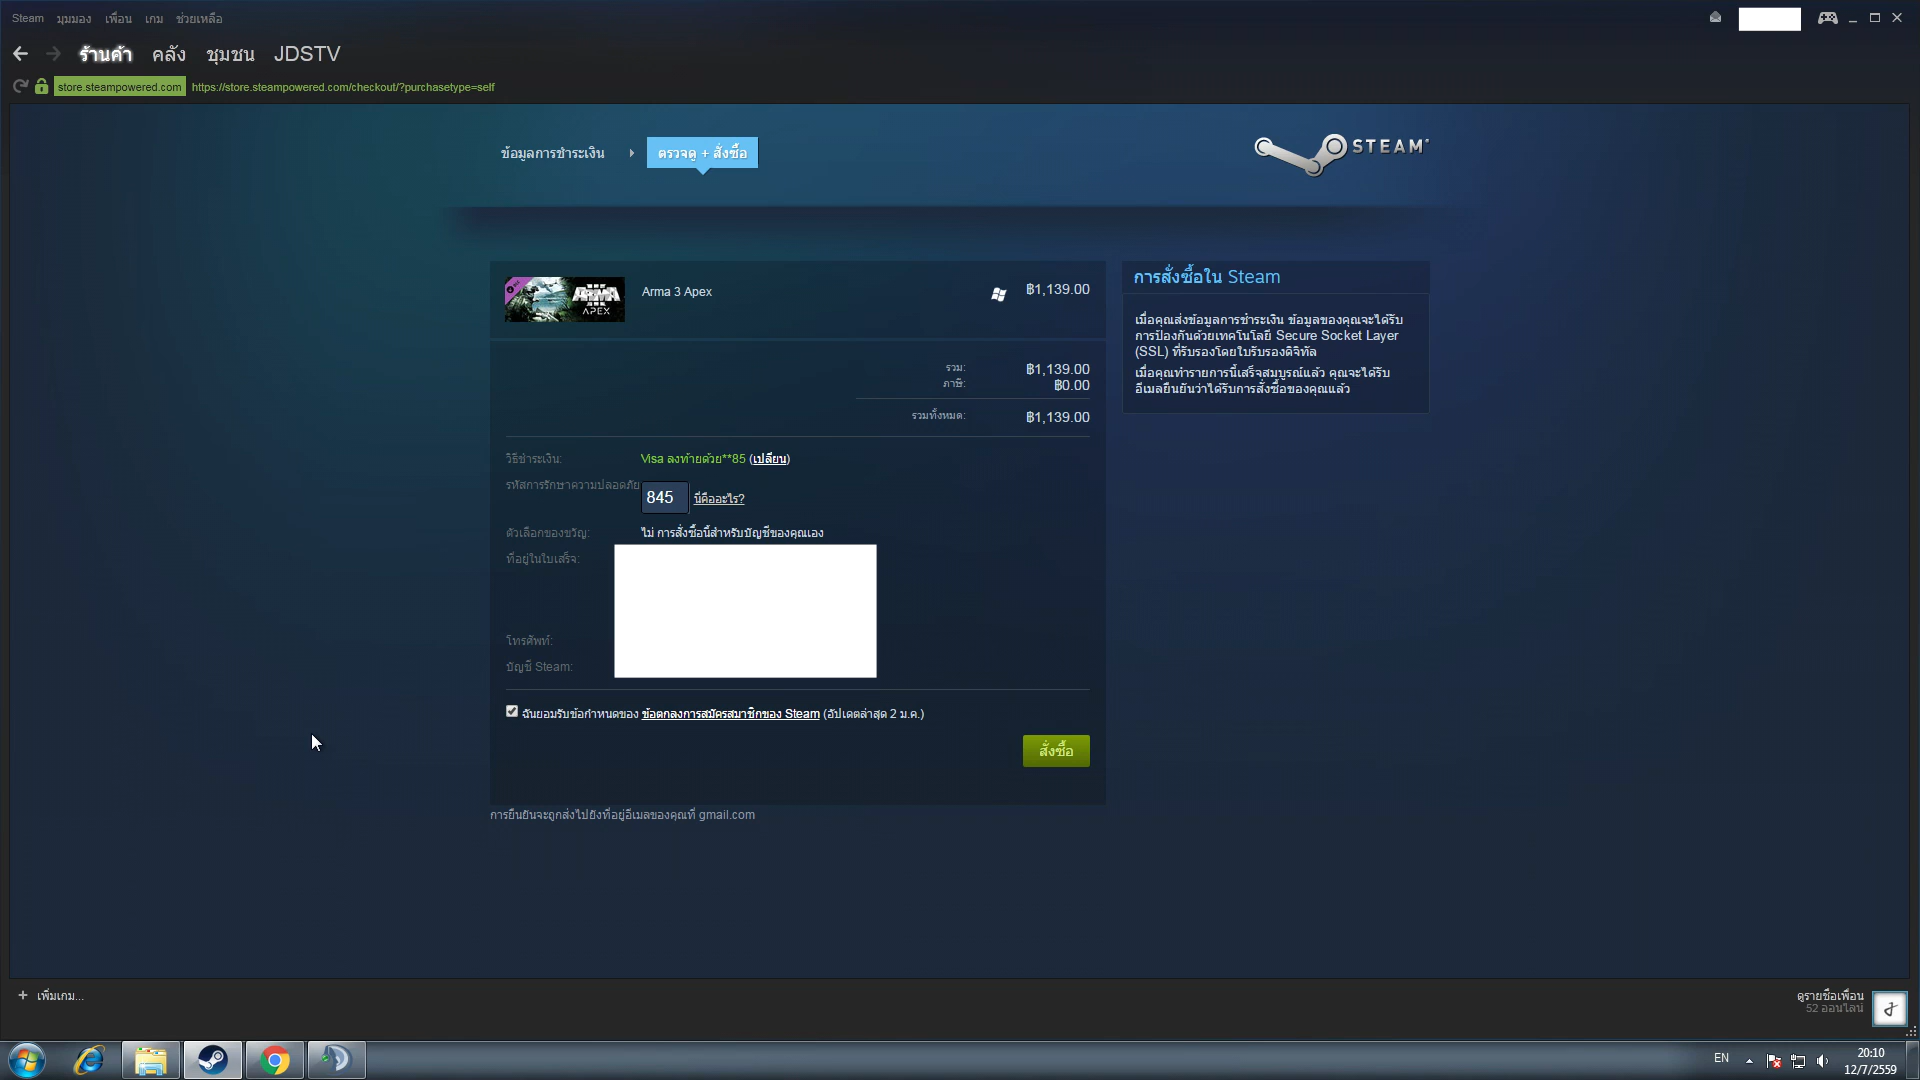 Steam มุมมอง เพื่อน เกม ช่วยเหลือ
ร้านค้า คลัง ชุมชน JDSTV
store.steampowered.com https://store.steampowered.com/checkout/?purchasetype=self
ข้อมูลการชำระเงิน ตรวจดู + สั่งซื้อ
STEAM
ARMA III APEX
Arma 3 Apex ฿1,139.00
รวม: ฿1,139.00
ภาษี: ฿0.00
รวมทั้งหมด: ฿1,139.00
วิธีชำระเงิน: Visa ลงท้ายด้วย**85 (เปลี่ยน)
รหัสการรักษาความปลอดภัย 845 นี่คืออะไร?
ตัวเลือกของขวัญ: ไม่ การสั่งซื้อนี้สำหรับบัญชีของคุณเอง
ที่อยู่ในใบเสร็จ:
โทรศัพท์:
บัญชี Steam:
ฉันยอมรับข้อกำหนดของ ข้อตกลงการสมัครสมาชิกของ Steam (อัปเดตล่าสุด 2 ม.ค.)
สั่งซื้อ
การยืนยันจะถูกส่งไปยังที่อยู่อีเมลของคุณที่ gmail.com
การสั่งซื้อใน Steam
เมื่อคุณส่งข้อมูลการชำระเงิน ข้อมูลของคุณจะได้รับ
การป้องกันด้วยเทคโนโลยี Secure Socket Layer
(SSL) ที่รับรองโดยใบรับรองดิจิทัล
เมื่อคุณทำรายการนี้เสร็จสมบูรณ์แล้ว คุณจะได้รับ
อีเมลยืนยันว่าได้รับการสั่งซื้อของคุณแล้ว
+ เพิ่มเกม...
ดูรายชื่อเพื่อน
52 ออนไลน์
EN
20:10
12/7/2559